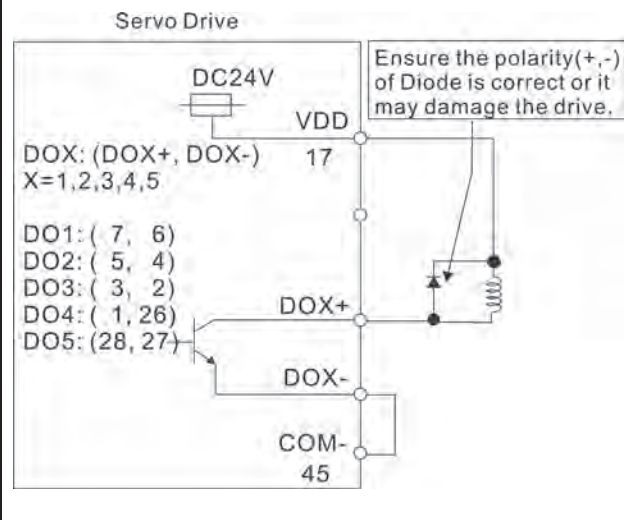 Servo Drive
DC24V
Ensure the polarity(+,-)
of Diode is correct or it
may damage the drive.
VDD
17
DOX: (DOX+, DOX-)
X=1,2,3,4,5
DO1: ( 7, 6)
DO2: ( 5, 4)
DO3: ( 3, 2)
DO4: ( 1, 26)
DO5: (28, 27)
DOX+
DOX-
COM-
45